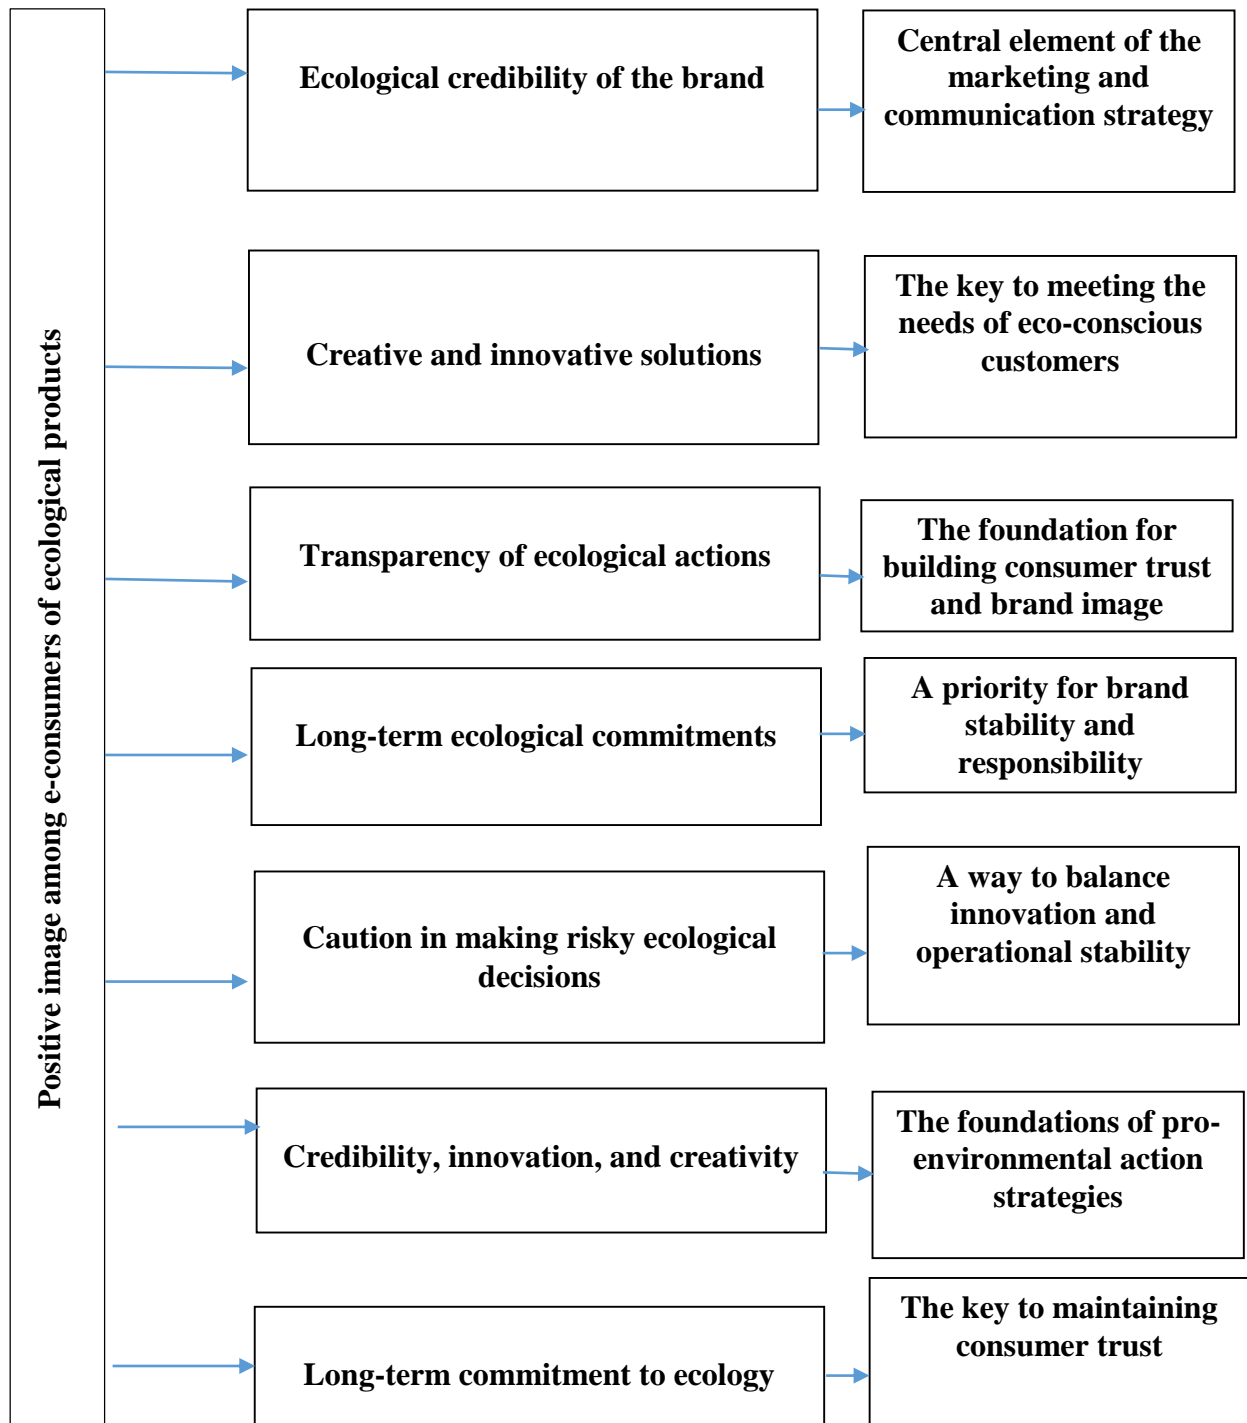 Positive image among e-consumers of ecological products
Ecological credibility of the brand
Central element of the
marketing and
communication strategy
Creative and innovative solutions
The key to meeting the
needs of eco-conscious
customers
Transparency of ecological actions
The foundation for
building consumer trust
and brand image
Long-term ecological commitments
A priority for brand
stability and
responsibility
Caution in making risky ecological
decisions
A way to balance
innovation and
operational stability
Credibility, innovation, and creativity
The foundations of pro-
environmental action
strategies
Long-term commitment to ecology
The key to maintaining
consumer trust